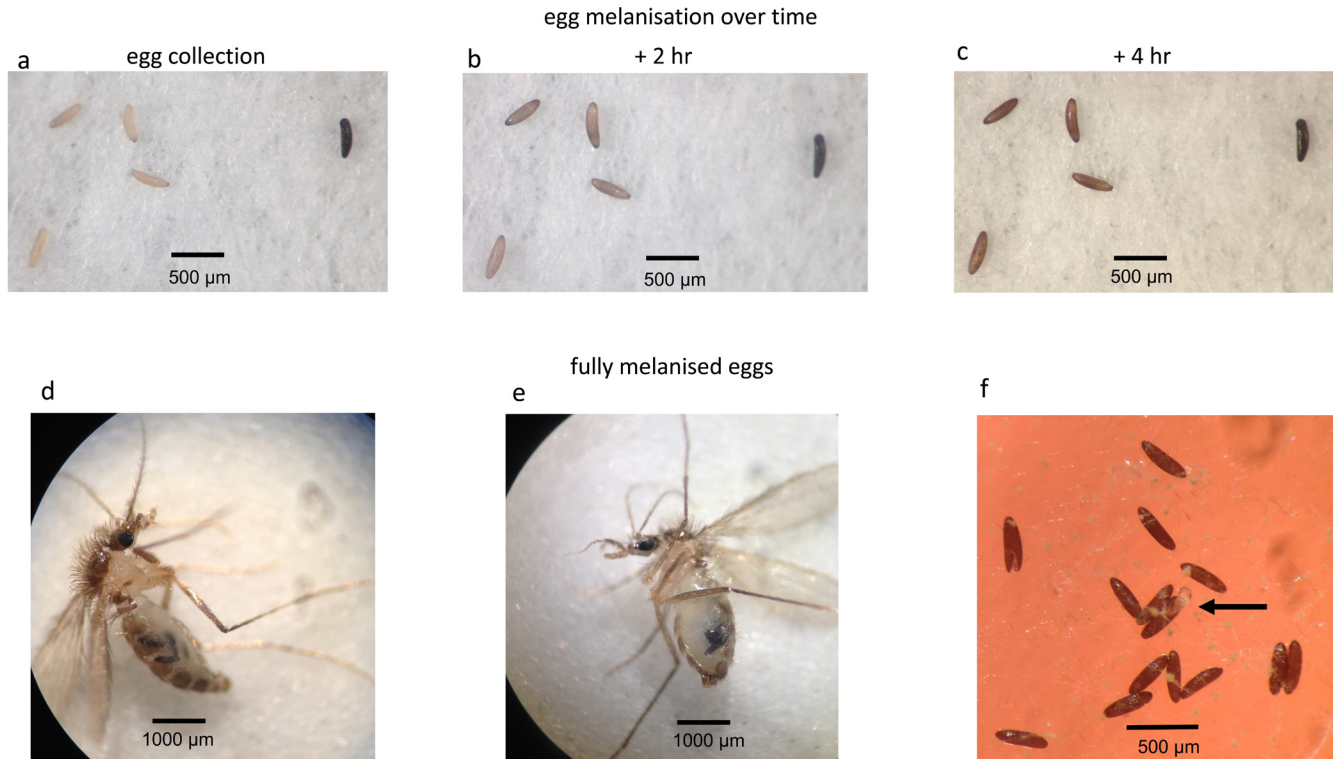 egg melanisation over time
a
egg collection
b
+ 2 hr
c
+ 4 hr
500 µm
500 µm
500 µm
fully melanised eggs
d
e
f
1000 µm
1000 µm
500 µm